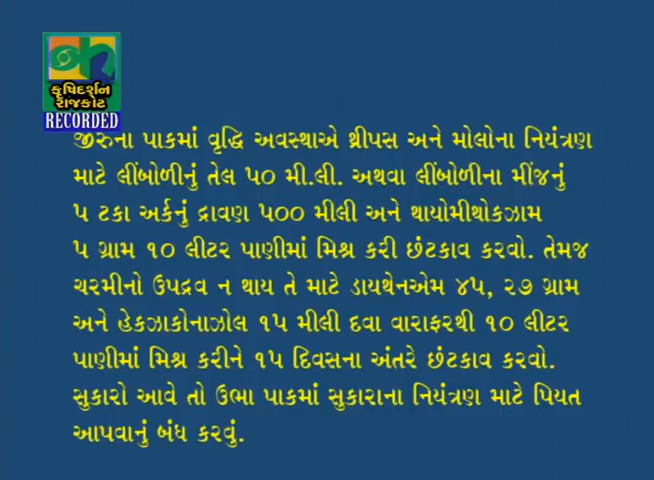 કૃષિદર્શન
રાજકોટ
RECORDED
જીરુના પાકમાં વૃદ્ધિ અવસ્થાએ થ્રીપસ અને મોલોના નિયંત્રણ
માટે લીંબોળીનું તેલ ૫૦ મી.લી. અથવા લીંબોળીના મીંજનું
૫ ટકા અર્કનું દ્રાવણ ૫૦૦ મીલી અને થાયોમીથોકઝામ
૫ ગ્રામ ૧૦ લીટર પાણીમાં મિશ્ર કરી છંટકાવ કરવો. તેમજ
ચરમીનો ઉપદ્રવ ન થાય તે માટે ડાયથેનએમ ૪૫, ૨૭ ગ્રામ
અને હેકઝાકોનાઝોલ ૧૫ મીલી દવા વારાફરથી ૧૦ લીટર
પાણીમાં મિશ્ર કરીને ૧૫ દિવસના અંતરે છંટકાવ કરવો.
સુકારો આવે તો ઉભા પાકમાં સુકારાના નિયંત્રણ માટે પિયત
આપવાનું બંધ કરવું.